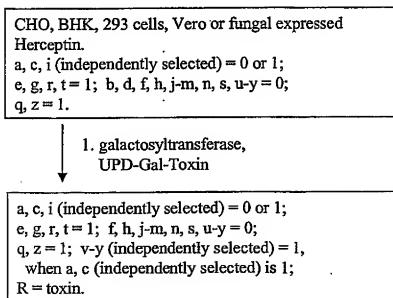 CHO, BHK, 293 cells, Vero or fungal expressed
Herceptin.
a, c, i (independently selected) = 0 or 1;
e, g, r, t = 1; b, d, f, h, j-m, n, s, u-y = 0;
q, z = 1.
1. galactosyltransferase,
UPD-Gal-Toxin
a, c, i (independently selected) = 0 or 1;
e, g, r, t = 1; f, h, j-m, n, s, u-y = 0;
q, z = 1; v-y (independently selected) = 1,
when a, c (independently selected) is 1;
R = toxin.